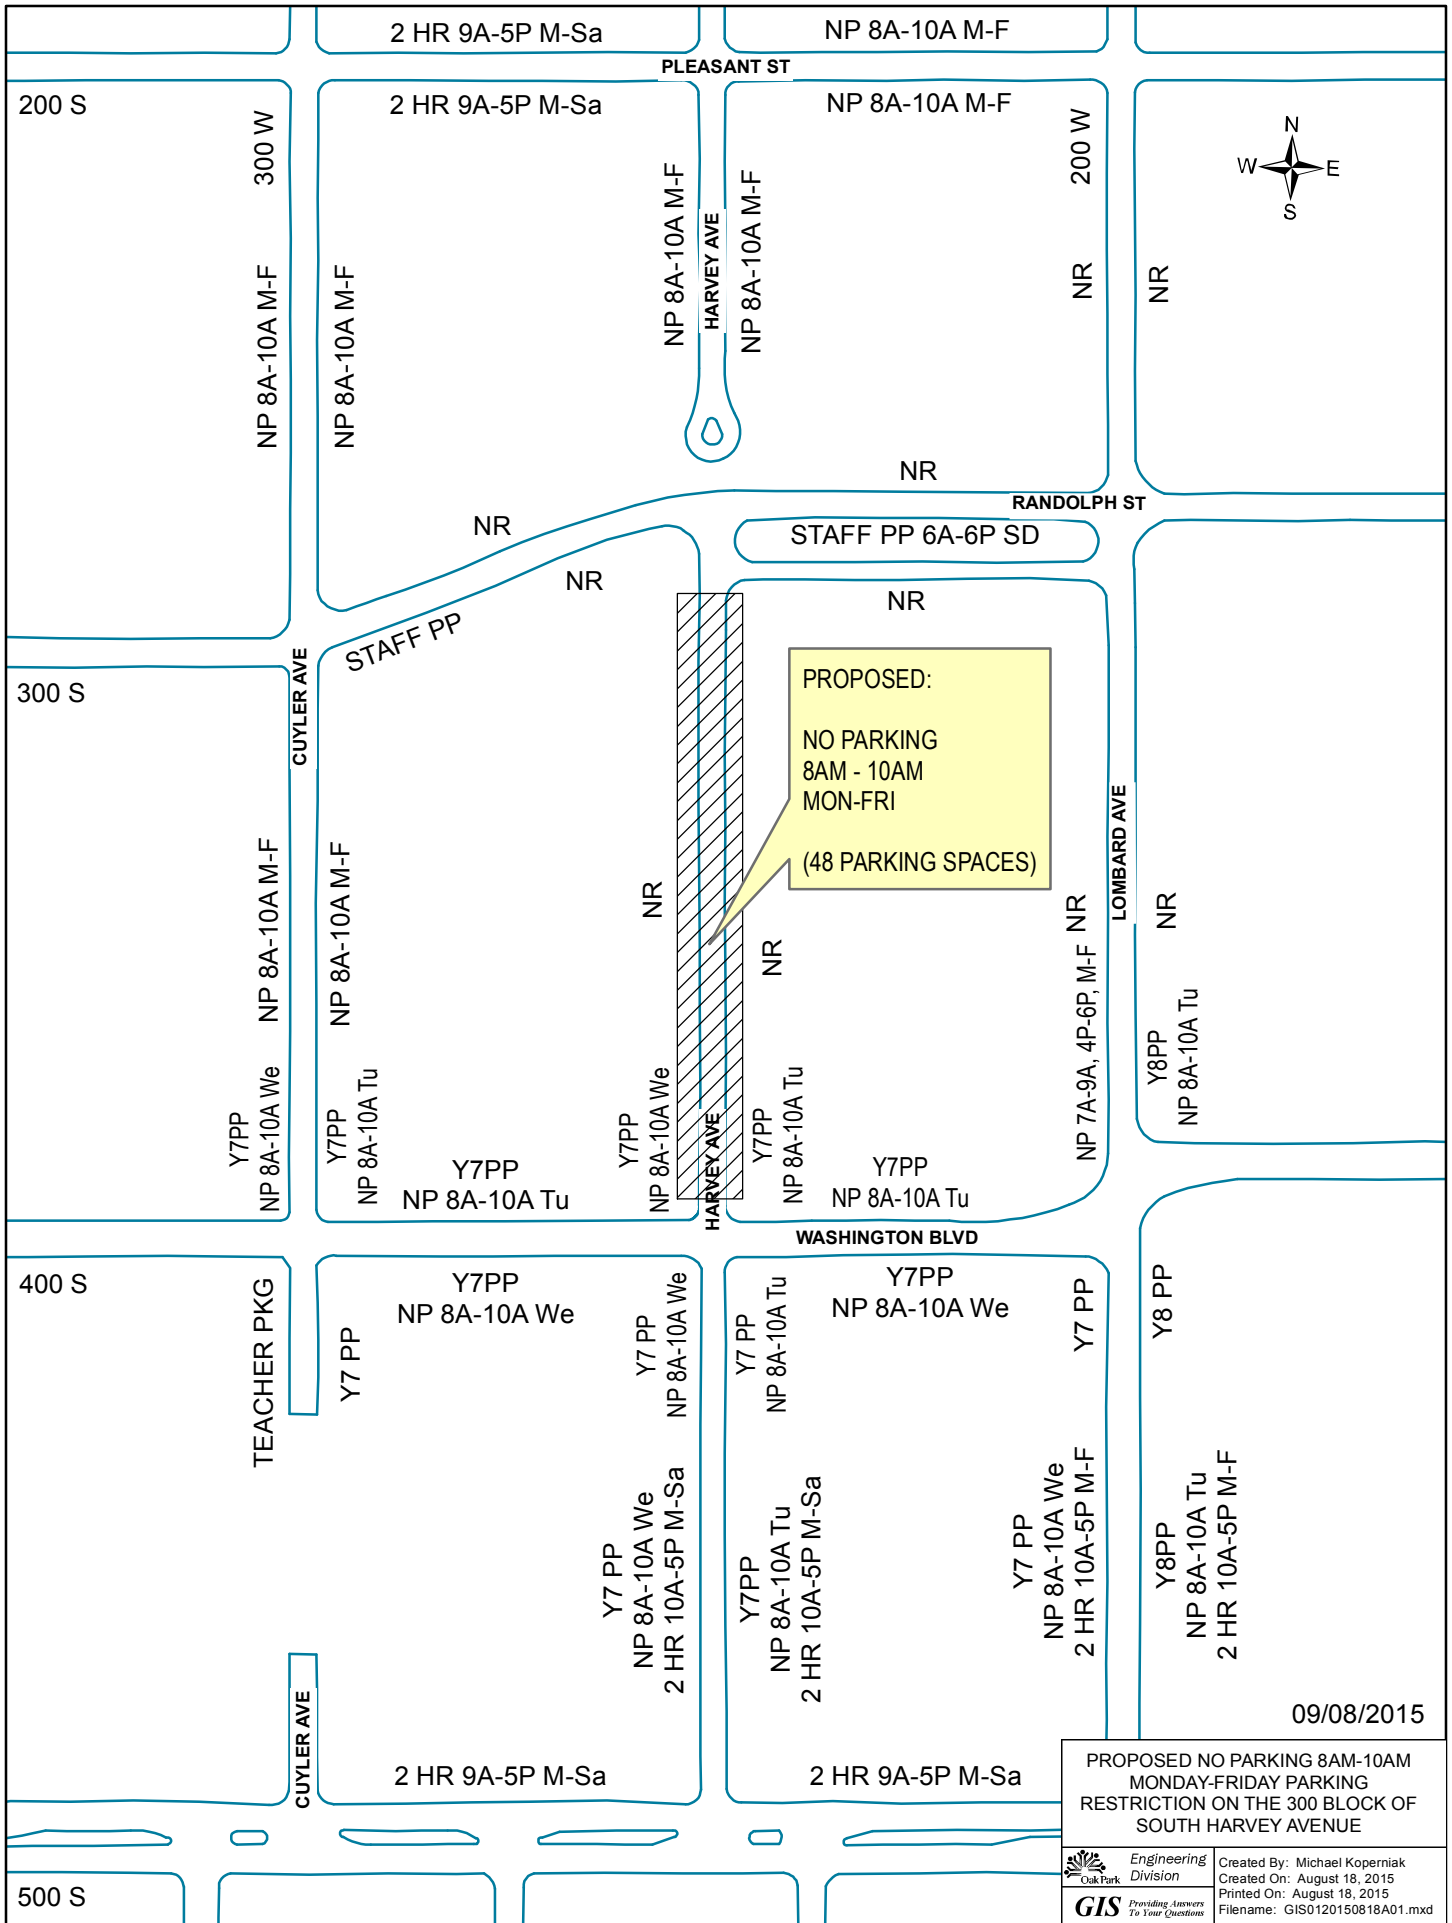 2 HR 9A-5P M-Sa
NP 8A-10A M-F
PLEASANT ST
200 S
2 HR 9A-5P M-Sa
NP 8A-10A M-F
300 W
200 W
N
W
E
S
NP 8A-10A M-F
NP 8A-10A M-F
NP 8A-10A M-F
HARVEY AVE
NP 8A-10A M-F
NR
NR
NR
RANDOLPH ST
NR
STAFF PP 6A-6P SD
NR
NR
STAFF PP
300 S
CUYLER AVE
PROPOSED:
NO PARKING
8AM - 10AM
MON-FRI
(48 PARKING SPACES)
NP 8A-10A M-F
NP 8A-10A M-F
NR
NR
LOMBARD AVE
NR
NR
NP 7A-9A, 4P-6P, M-F
Y8PP
NP 8A-10A Tu
Y7PP
NP 8A-10A We
Y7PP
NP 8A-10A Tu
Y7PP
NP 8A-10A Tu
Y7PP
NP 8A-10A We
HARVEY AVE
Y7PP
NP 8A-10A Tu
Y7PP
NP 8A-10A Tu
WASHINGTON BLVD
400 S
TEACHER PKG
Y7 PP
Y7PP
NP 8A-10A We
Y7 PP
NP 8A-10A We
Y7 PP
NP 8A-10A Tu
Y7PP
NP 8A-10A We
Y7 PP
Y8 PP
Y7 PP
NP 8A-10A We
2 HR 10A-5P M-Sa
Y7PP
NP 8A-10A Tu
2 HR 10A-5P M-Sa
Y7 PP
NP 8A-10A We
2 HR 10A-5P M-F
Y8PP
NP 8A-10A Tu
2 HR 10A-5P M-F
CUYLER AVE
2 HR 9A-5P M-Sa
2 HR 9A-5P M-Sa
500 S
09/08/2015
PROPOSED NO PARKING 8AM-10AM
MONDAY-FRIDAY PARKING
RESTRICTION ON THE 300 BLOCK OF
SOUTH HARVEY AVENUE
Oak Park
Engineering
Division
GIS
Providing Answers
To Your Questions
Created By: Michael Koperniak
Created On: August 18, 2015
Printed On: August 18, 2015
Filename: GIS0120150818A01.mxd